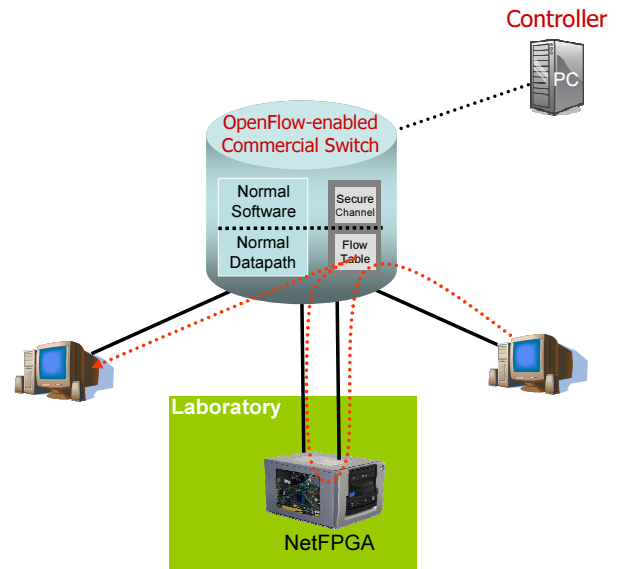 Controller
PC
OpenFlow-enabled
Commercial Switch
Normal
Software
Secure
Channel
Normal
Datapath
Flow
Table
Laboratory
NetFPGA